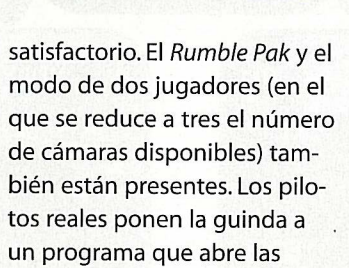 satisfactorio. El Rumble Pak y el
modo de dos jugadores (en el
que se reduce a tres el número
de cámaras disponibles) tam-
bién están presentes. Los pilo-
tos reales ponen la guinda a
un programa que abre las